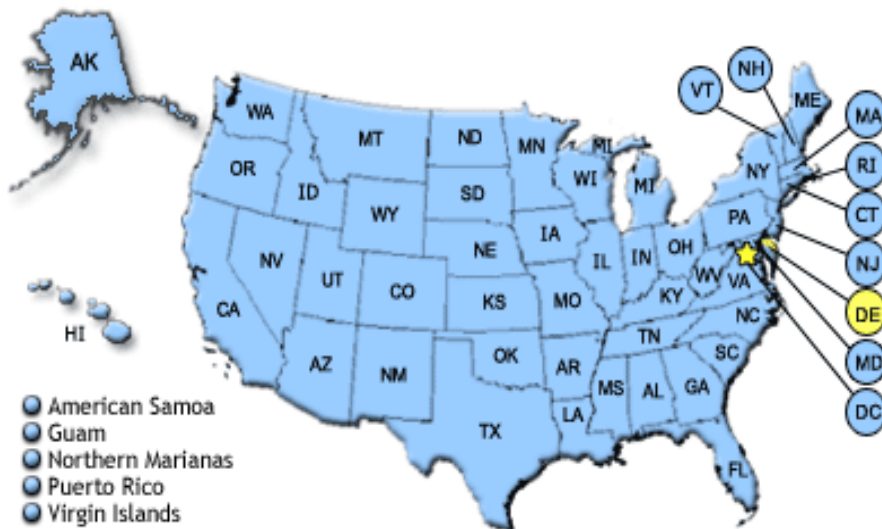 AK
WA
OR
CA
ID
NV
MT
WY
UT
AZ
CO
NM
ND
SD
NE
KS
OK
TX
MN
IA
MO
AR
LA
WI
IL
MI
MI
IN
OH
KY
TN
MS
AL
GA
FL
SC
NC
VA
WV
PA
NY
VT
NH
ME
MA
RI
CT
NJ
DE
MD
DC
HI
American Samoa
Guam
Northern Marianas
Puerto Rico
Virgin Islands